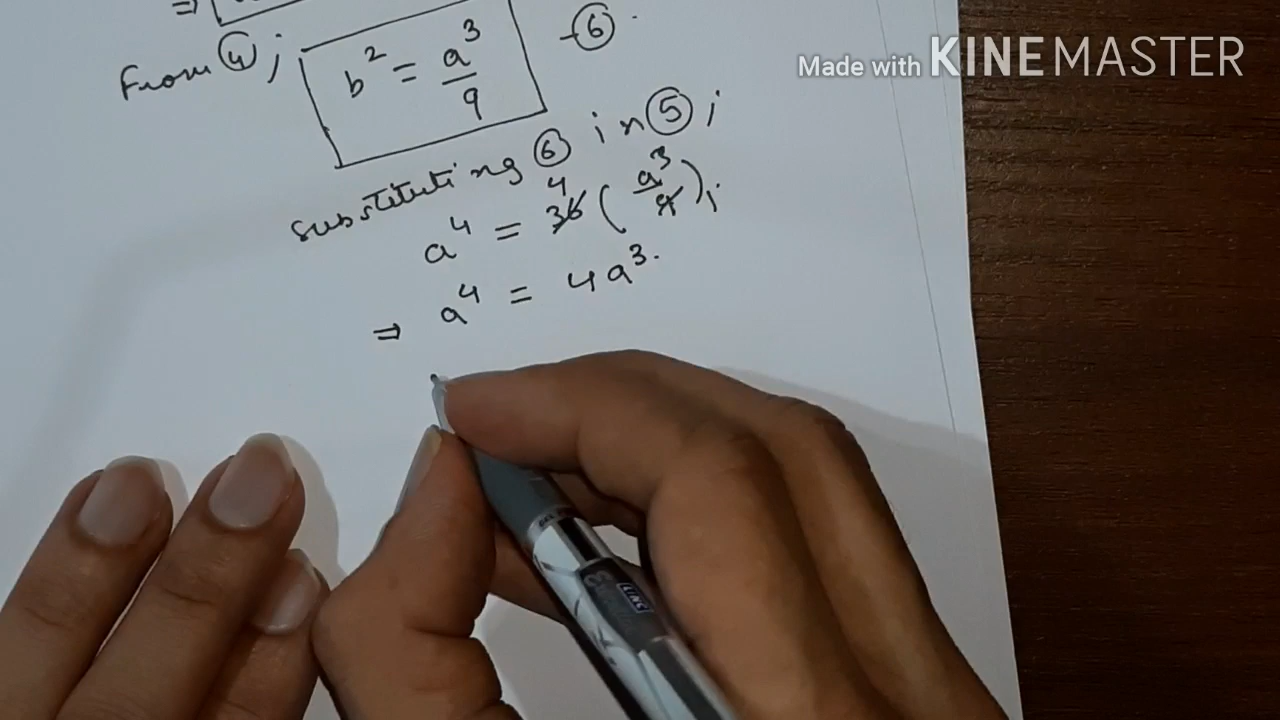 ⇒
Made with KINEMASTER
From ④; b² = a³/9 -⑥.
substituting ⑥ in ⑤;
a⁴ = 36 4 (a³/9);
⇒ a⁴ = 4a³.
LINC